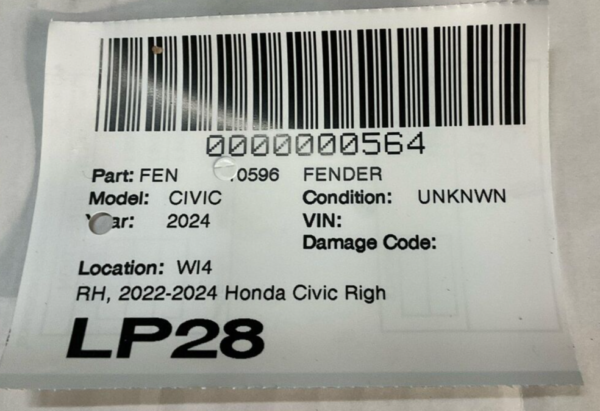 0000000564
Part: FEN 0596 FENDER
Model: CIVIC Condition: UNKNWN
2024 VIN:
Damage Code:
Location: WI4
RH, 2022-2024 Honda Civic Righ
LP28